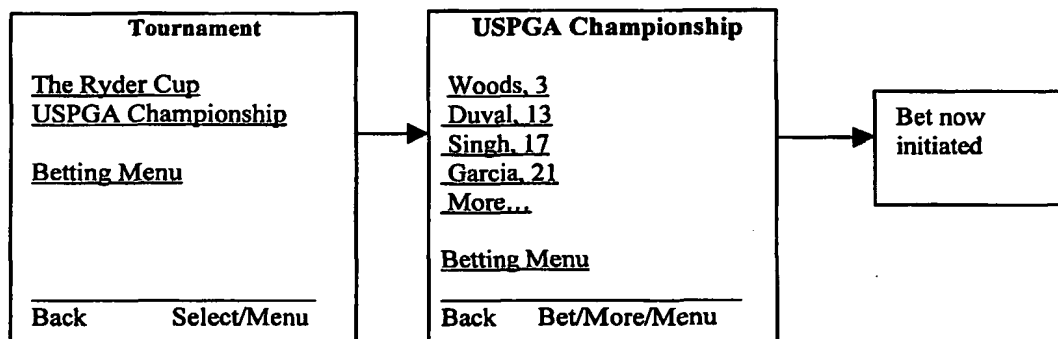 Tournament
The Ryder Cup
USPGA Championship
Betting Menu
Back Select/Menu
USPGA Championship
Woods, 3
Duval, 13
Singh, 17
Garcia, 21
More...
Betting Menu
Back Bet/More/Menu
Bet now
initiated